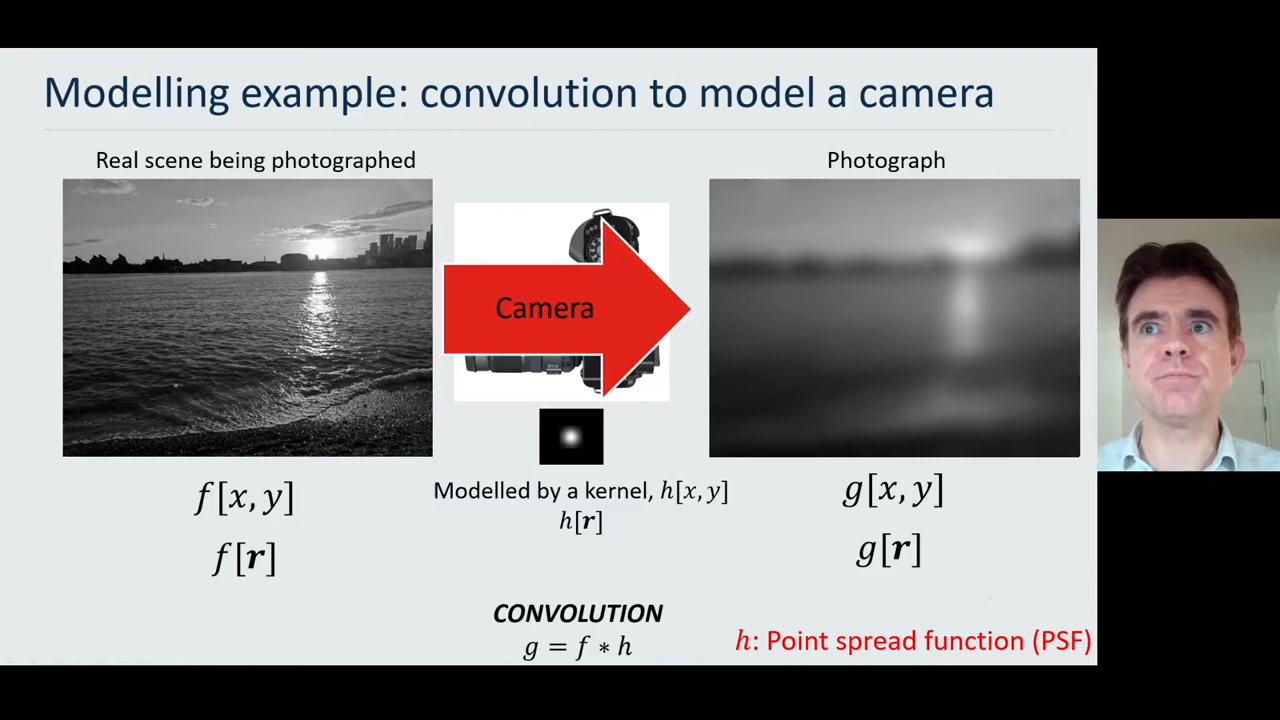 Modelling example: convolution to model a camera
Real scene being photographed
Photograph
Camera
f[x, y]
f[r]
Modelled by a kernel, h[x, y]
h[r]
g[x, y]
g[r]
CONVOLUTION
g = f ∗ h
h: Point spread function (PSF)